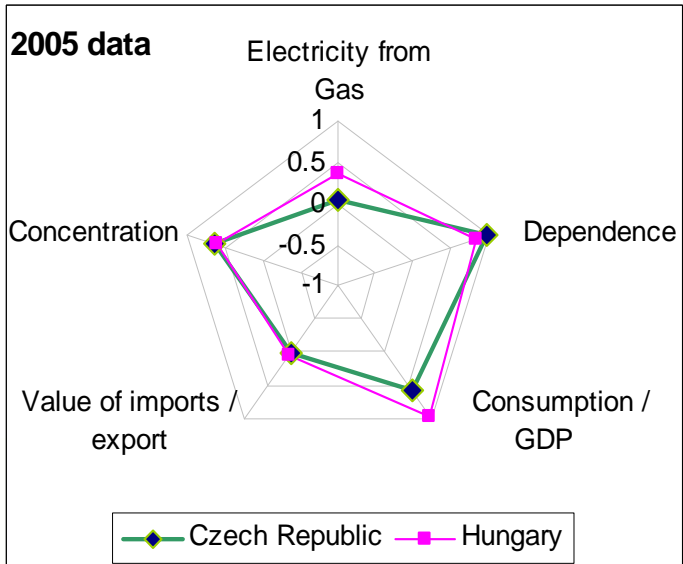 2005 data
Electricity from
Gas
1
0.5
0
-0.5
-1
Concentration
Dependence
Value of imports /
export
Consumption /
GDP
Czech Republic
Hungary